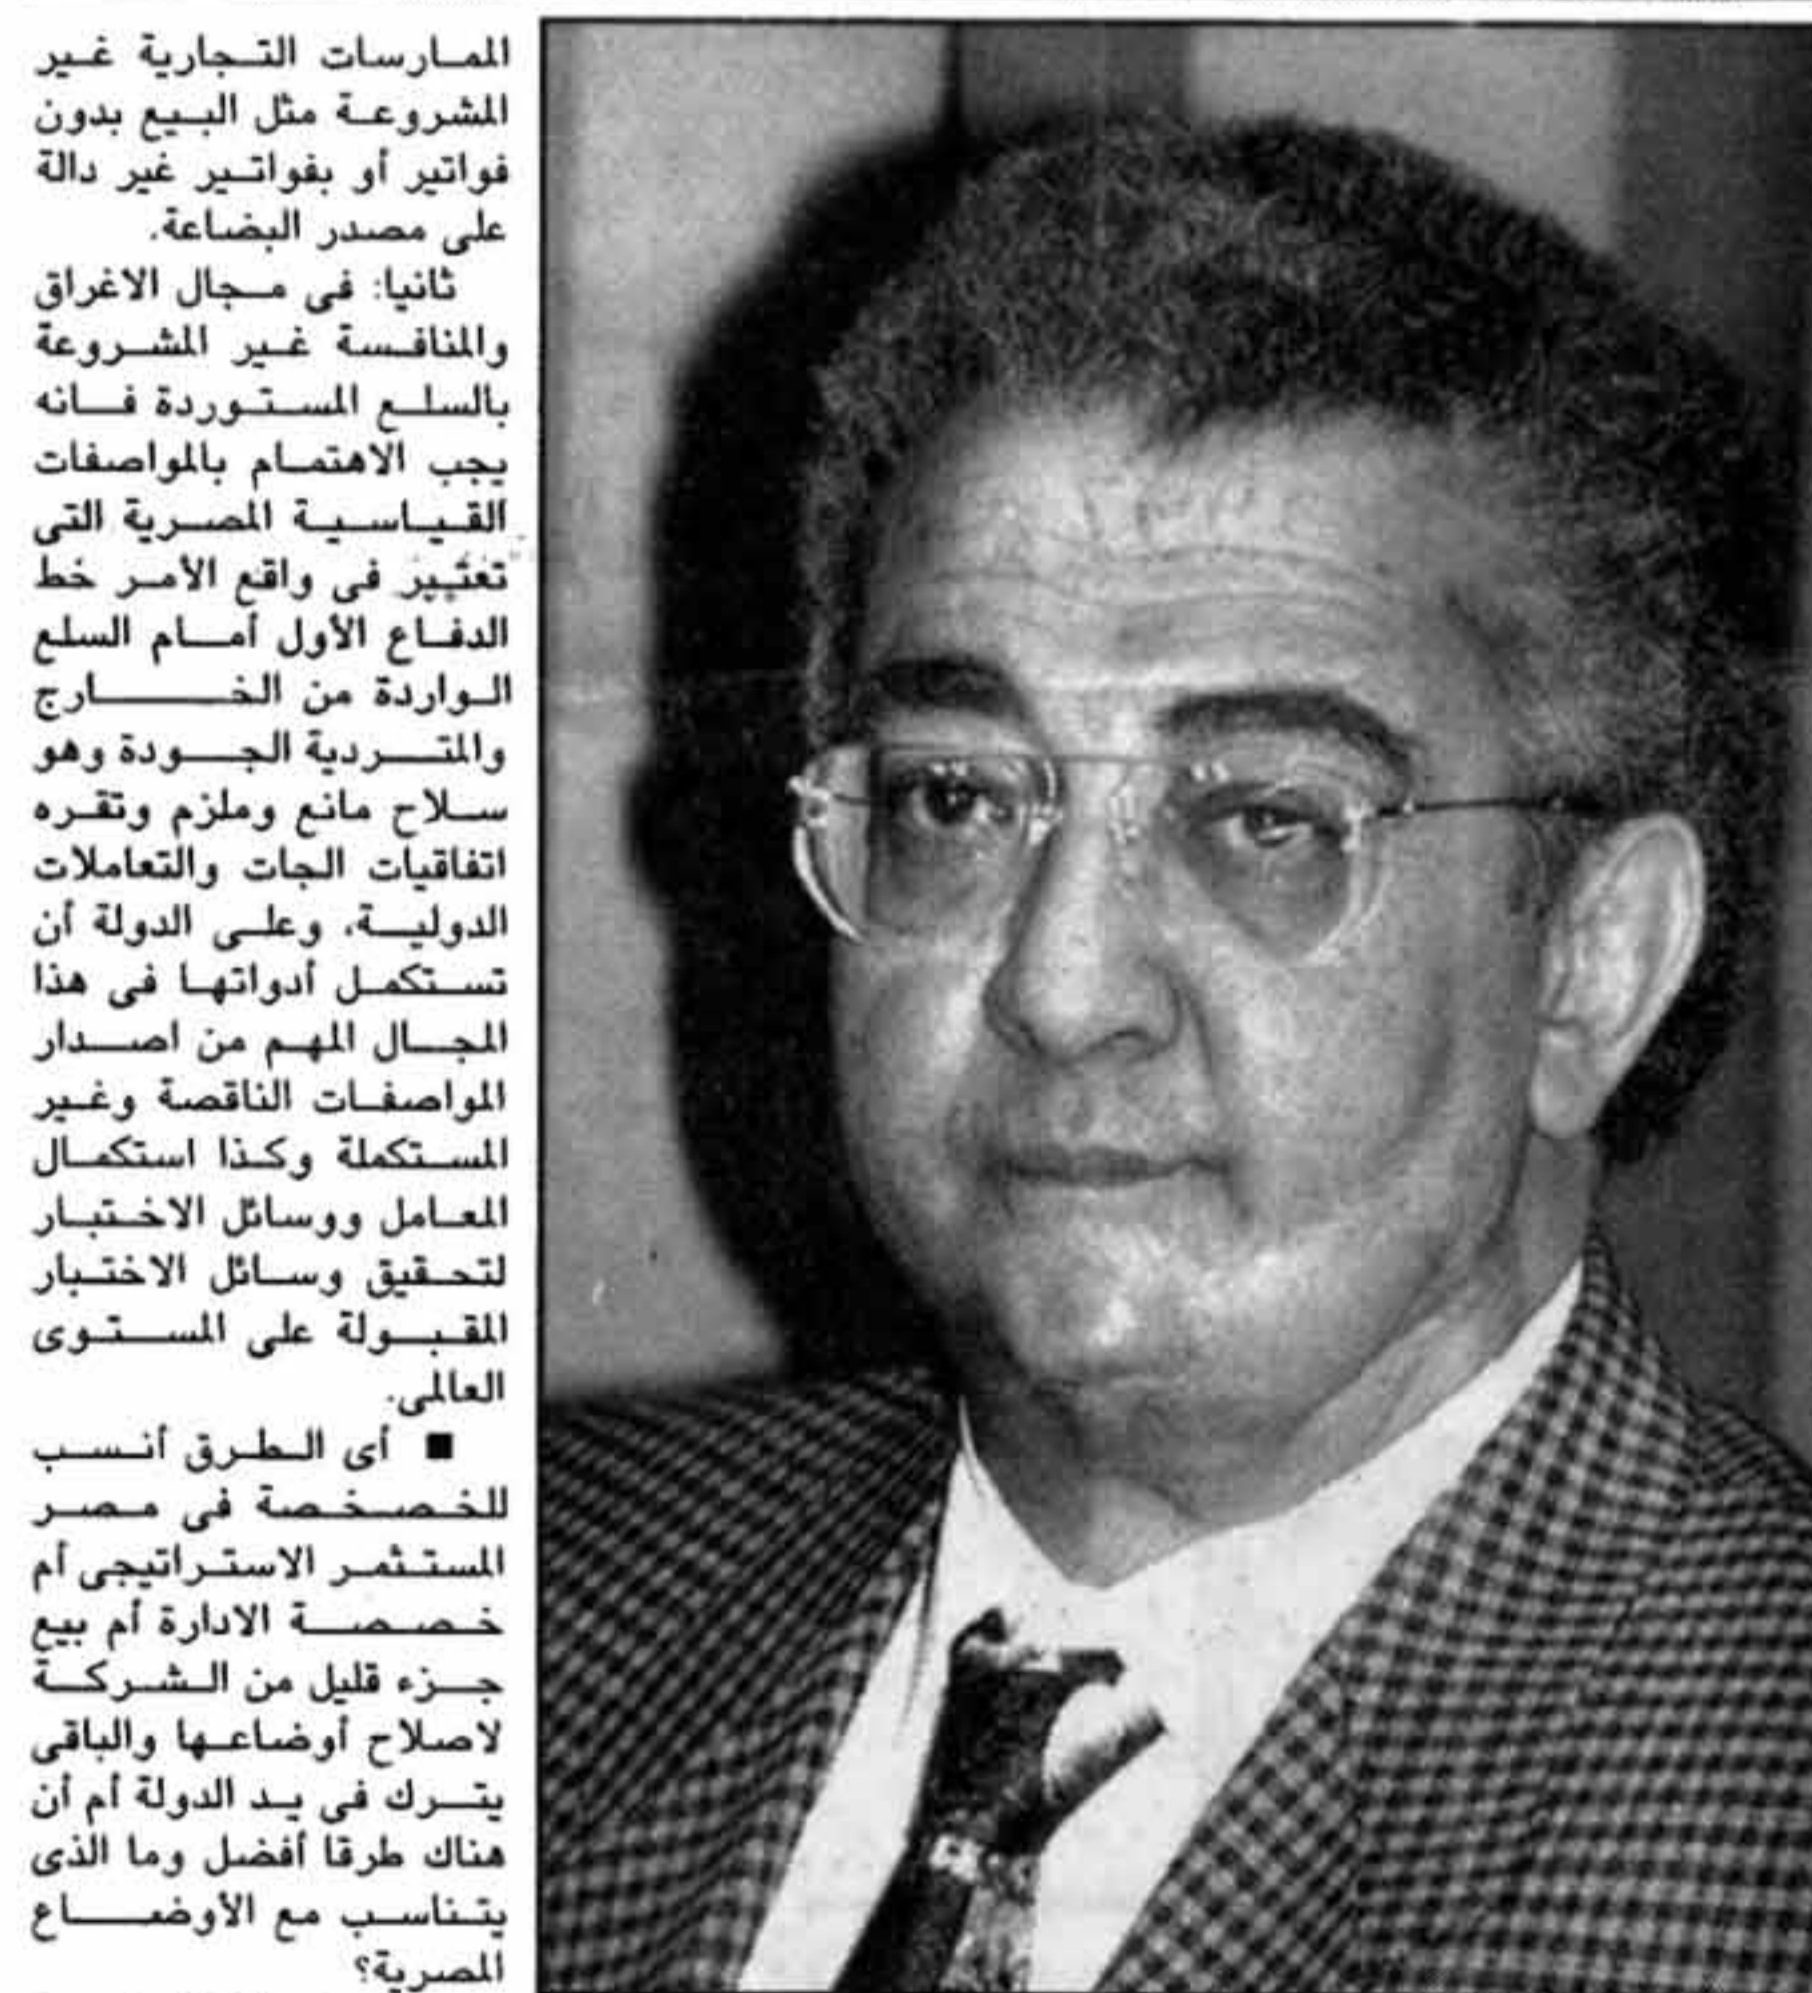 الممارسات التجارية غير
المشروعة مثل البيع بدون
فواتير أو بفواتير غير دالة
على مصدر البضاعة.
ثانيا: فى مجال الاغراق
والمنافسة غير المشروعة
بالسلع المستوردة فانه
يجب الاهتمام بالمواصفات
القياسية المصرية التى
تعتبر فى واقع الأمر خط
الدفاع الأول أمام السلع
الواردة من الخارج
والمتردية الجودة وهو
سلاح مانع وملزم وتقره
اتفاقيات الجات والتعاملات
الدولية، وعلى الدولة أن
تستكمل أدواتها فى هذا
المجال المهم من اصدار
المواصفات الناقصة وغير
المستكملة وكذا استكمال
المعامل ووسائل الاختبار
لتحقيق وسائل الاختبار
المقبولة على المستوى
العالمى.
■ أى الطرق أنسب
للخصخصة فى مصر
المستثمر الاستراتيجى أم
خصصة الادارة أم بيع
جزء قليل من الشركة
لاصلاح أوضاعها والباقى
يترك فى يد الدولة أم أن
هناك طرقا أفضل وما الذى
يتناسب مع الأوضاع
المصرية؟